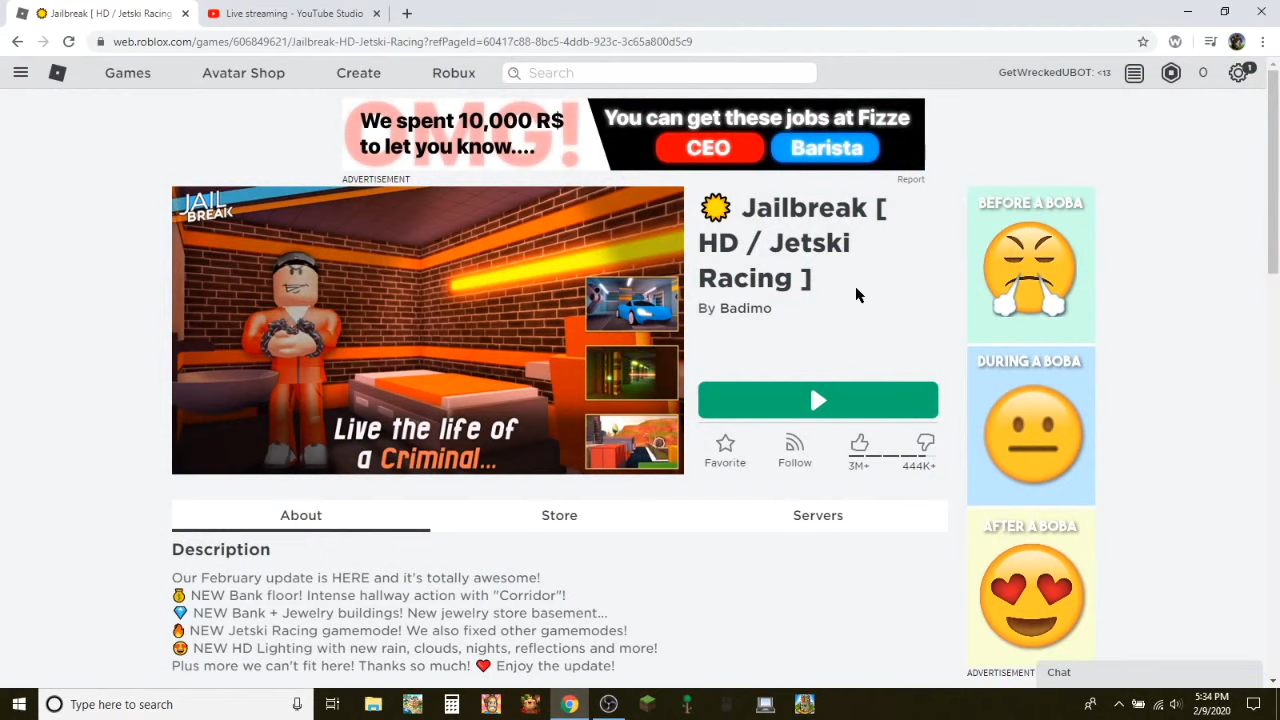 Jailbreak [ HD / Jetski Racing
Live streaming - YouTube Studio
web.roblox.com/games/606849621/Jailbreak-HD-Jetski-Racing?refPageId=60417c88-8bc5-4ddb-923c-3c65a800d5c9
Games Avatar Shop Create Robux Search GetWreckedUBOT: <13 0 1
OMG!
We spent 10,000 R$
to let you know....
You can get these jobs at Fizze
CEO Barista
ADVERTISEMENT Report
JAIL
BREAK
Live the life of
a Criminal...
Jailbreak [
HD / Jetski
Racing ]
By Badimo
Favorite Follow 3M+ 444K+
BEFORE A BOBA
DURING A BOBA
AFTER A BOBA
ADVERTISEMENT
About Store Servers
Description
Our February update is HERE and it's totally awesome!
💰 NEW Bank floor! Intense hallway action with "Corridor"!
💎 NEW Bank + Jewelry buildings! New jewelry store basement...
🔥 NEW Jetski Racing gamemode! We also fixed other gamemodes!
🤩 NEW HD Lighting with new rain, clouds, nights, reflections and more!
Plus more we can't fit here! Thanks so much! ❤️ Enjoy the update!
Chat
Type here to search
5:34 PM
2/9/2020